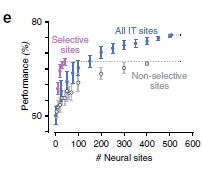 e
80
50
Performance (%)
Selective
sites
All IT sites
Non-selective
sites
0 100 200 300 400 500 600
# Neural sites